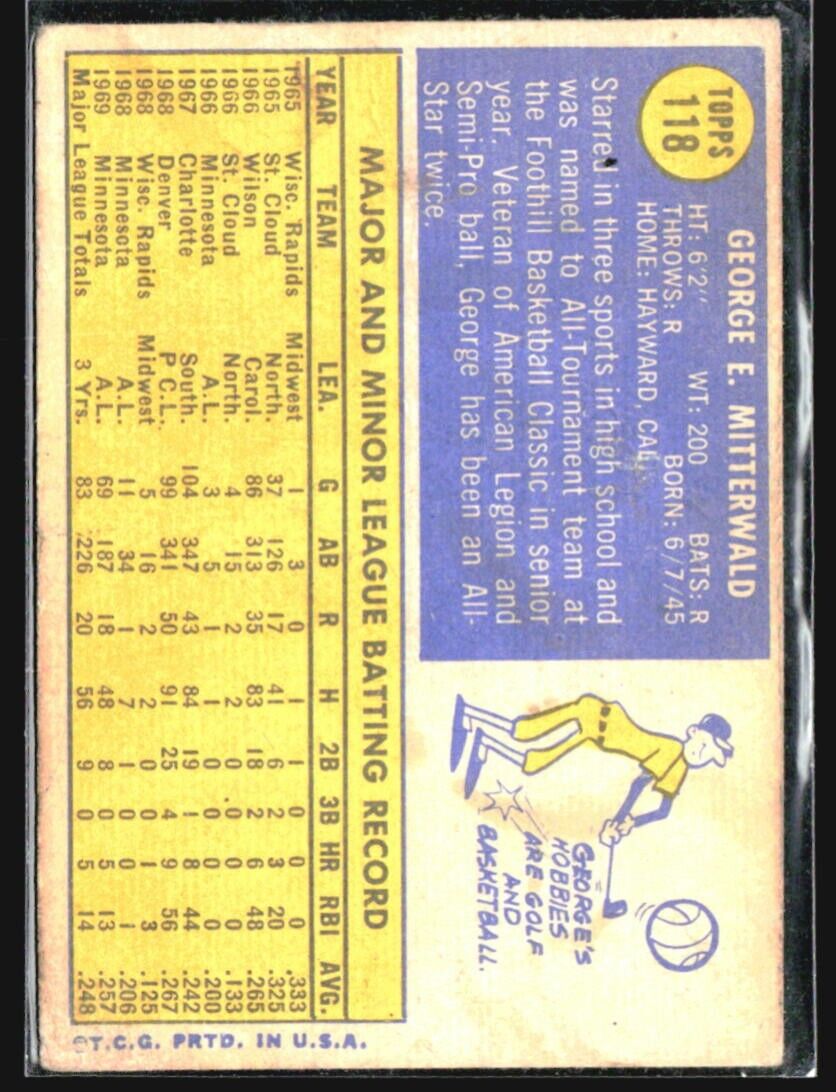 TOPPS
118
GEORGE E. MITTERWALD
HT: 6'2" WT: 200 BATS: R
THROWS: R BORN: 6/7/45
HOME: HAYWARD, CAL
Starred in three sports in high school and
was named to All-Tournament team at
the Foothill Basketball Classic in senior
year. Veteran of American Legion and
Semi-Pro ball, George has been an All-
Star twice.
GEORGE'S
HOBBIES
ARE GOLF
AND
BASKETBALL.
MAJOR AND MINOR LEAGUE BATTING RECORD
YEAR TEAM LEA. G AB R H 2B 3B HR RBI AVG.
1965 Wisc. Rapids Midwest 1 3 0 1 1 0 0 0 .333
1965 St. Cloud North. 37 126 17 41 6 2 3 20 .325
1966 Wilson Carol. 86 313 35 83 18 2 6 48 .265
1966 St. Cloud North. 4 15 2 2 0 0 0 0 .133
1966 Minnesota A.L. 3 5 1 1 0 0 0 0 .200
1967 Charlotte South. 104 347 43 84 19 1 8 44 .242
1968 Denver P.C.L. 99 341 50 91 25 4 9 56 .267
1968 Wisc. Rapids Midwest 5 16 2 2 0 0 1 3 .125
1968 Minnesota A.L. 11 34 1 7 1 0 0 1 .206
1969 Minnesota A.L. 69 187 18 48 8 0 5 13 .257
Major League Totals 3 Yrs. 83 226 20 56 9 0 5 14 .248
©T.C.G. PRTD. IN U.S.A.